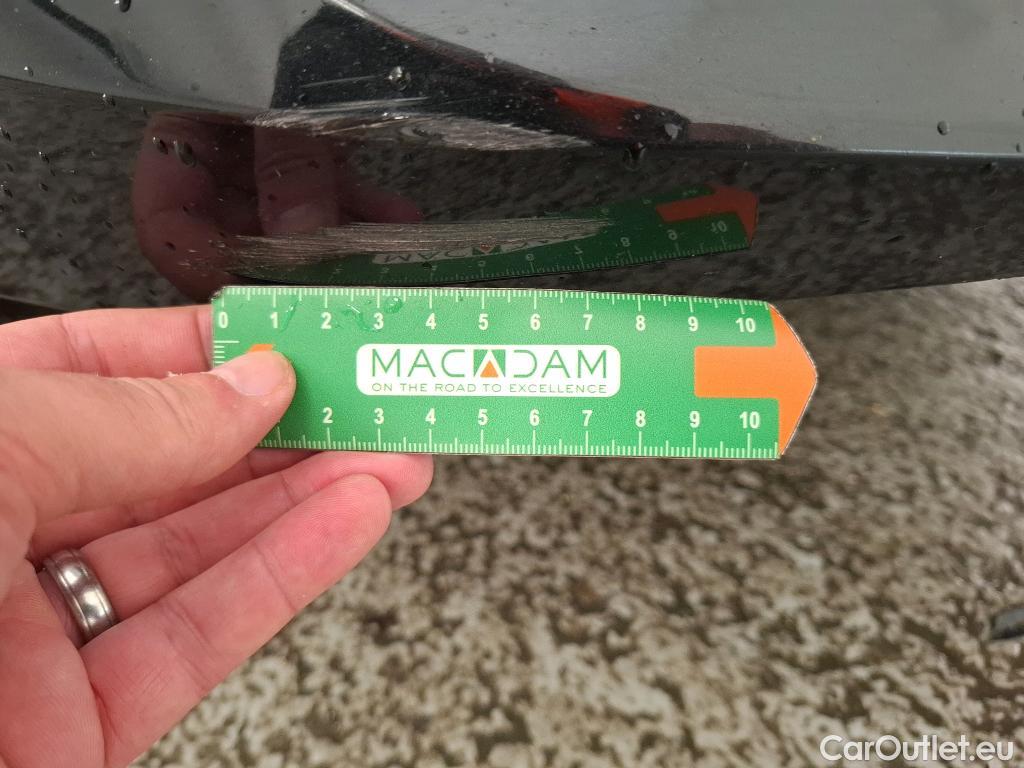 0 1 2 3 4 5 6 7 8 9 10
MACADAM
ON THE ROAD TO EXCELLENCE
2 3 4 5 6 7 8 9 10
CarOutlet.eu